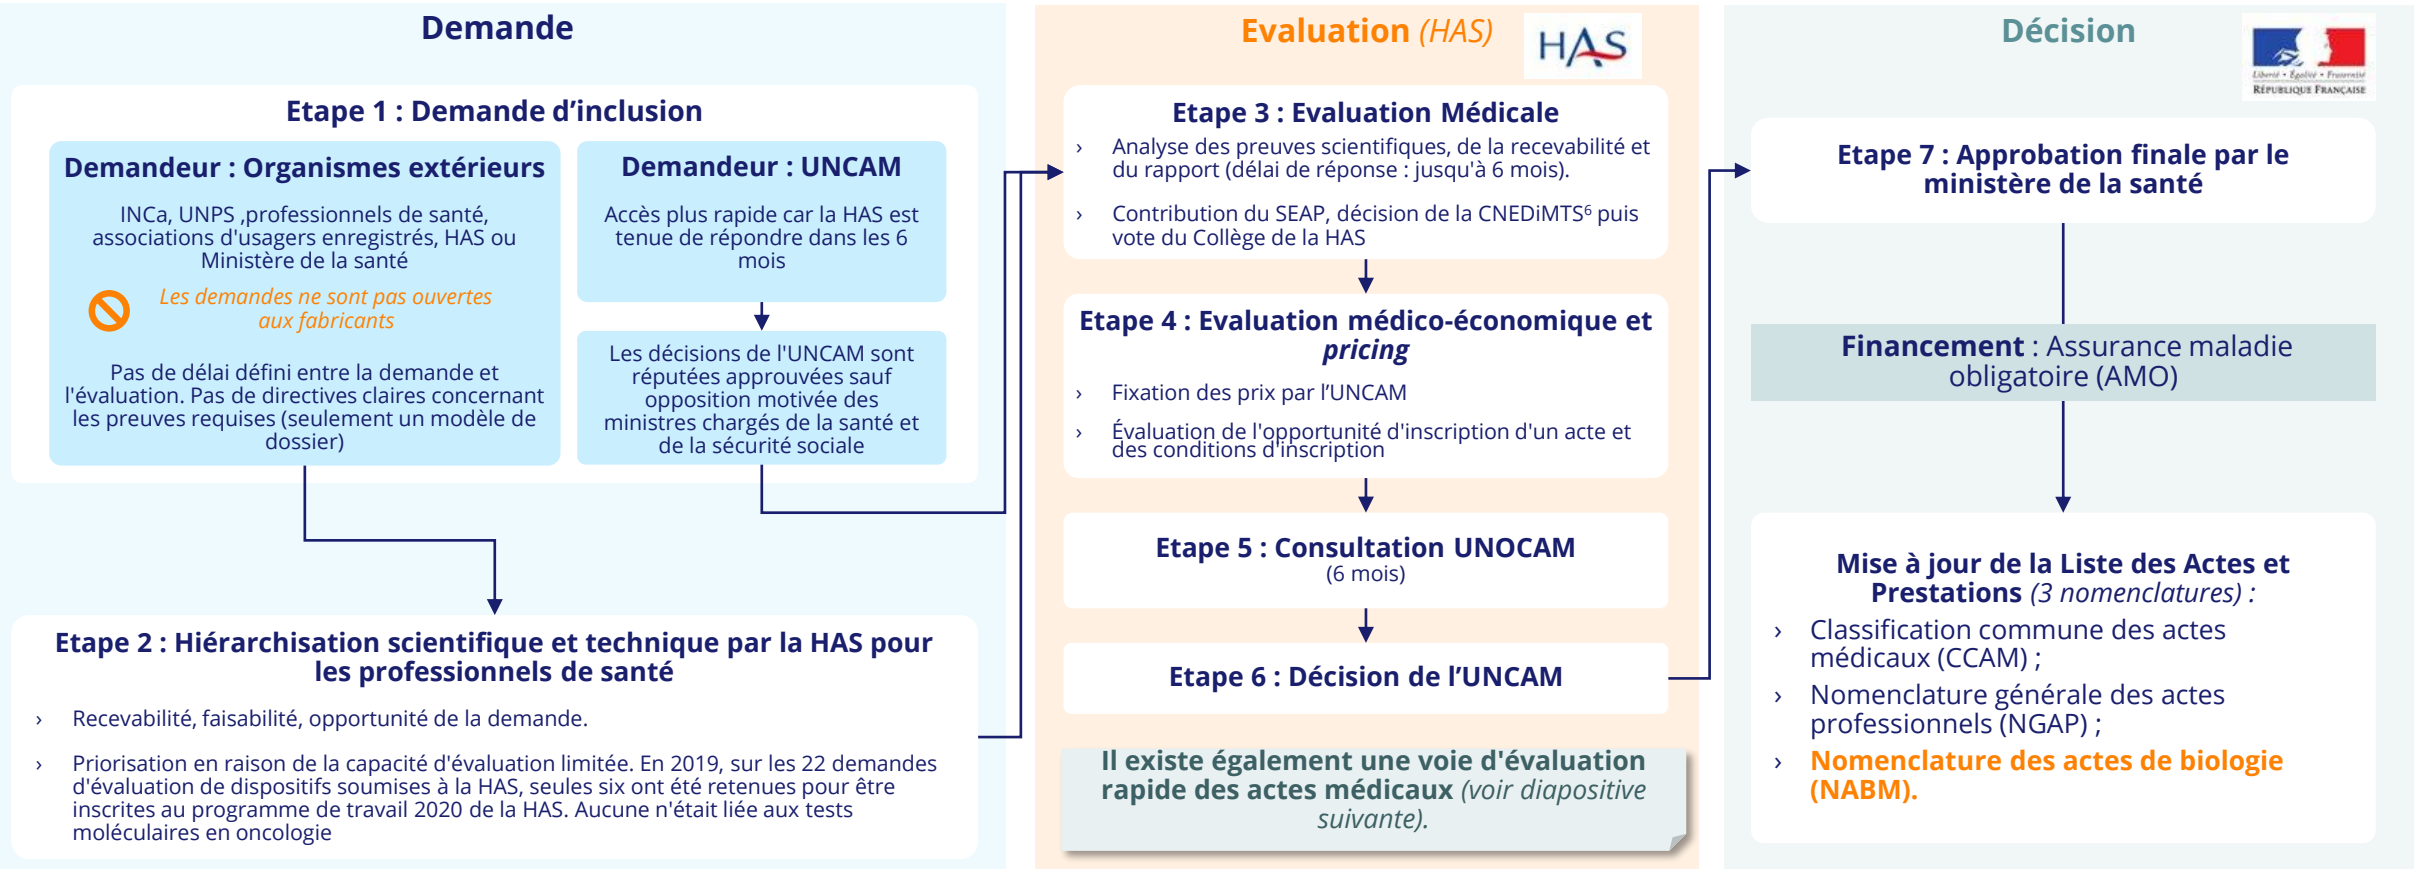 Demande
Etape 1 : Demande d'inclusion
Demandeur : Organismes extérieurs
INCa, UNPS ,professionnels de santé,
associations d'usagers enregistrés, HAS ou
Ministère de la santé
Les demandes ne sont pas ouvertes
aux fabricants
Pas de délai défini entre la demande et
l'évaluation. Pas de directives claires concernant
les preuves requises (seulement un modèle de
dossier)
Demandeur : UNCAM
Accès plus rapide car la HAS est
tenue de répondre dans les 6
mois
Les décisions de l'UNCAM sont
réputées approuvées sauf
opposition motivée des
ministres chargés de la santé et
de la sécurité sociale
Etape 2 : Hiérarchisation scientifique et technique par la HAS pour
les professionnels de santé
› Recevabilité, faisabilité, opportunité de la demande.
› Priorisation en raison de la capacité d'évaluation limitée. En 2019, sur les 22 demandes
d'évaluation de dispositifs soumises à la HAS, seules six ont été retenues pour être
inscrites au programme de travail 2020 de la HAS. Aucune n'était liée aux tests
moléculaires en oncologie
Evaluation (HAS)
HAS
Etape 3 : Evaluation Médicale
› Analyse des preuves scientifiques, de la recevabilité et
du rapport (délai de réponse : jusqu'à 6 mois).
› Contribution du SEAP, décision de la CNEDiMTS⁶ puis
vote du Collège de la HAS
Etape 4 : Evaluation médico-économique et
pricing
› Fixation des prix par l’UNCAM
› Évaluation de l'opportunité d'inscription d'un acte et
des conditions d'inscription
Etape 5 : Consultation UNOCAM
(6 mois)
Etape 6 : Décision de l’UNCAM
Il existe également une voie d'évaluation
rapide des actes médicaux (voir diapositive
suivante).
Décision
Liberté • Égalité • Fraternité
RÉPUBLIQUE FRANÇAISE
Etape 7 : Approbation finale par le
ministère de la santé
Financement : Assurance maladie
obligatoire (AMO)
Mise à jour de la Liste des Actes et
Prestations (3 nomenclatures) :
› Classification commune des actes
médicaux (CCAM) ;
› Nomenclature générale des actes
professionnels (NGAP) ;
› Nomenclature des actes de biologie
(NABM).